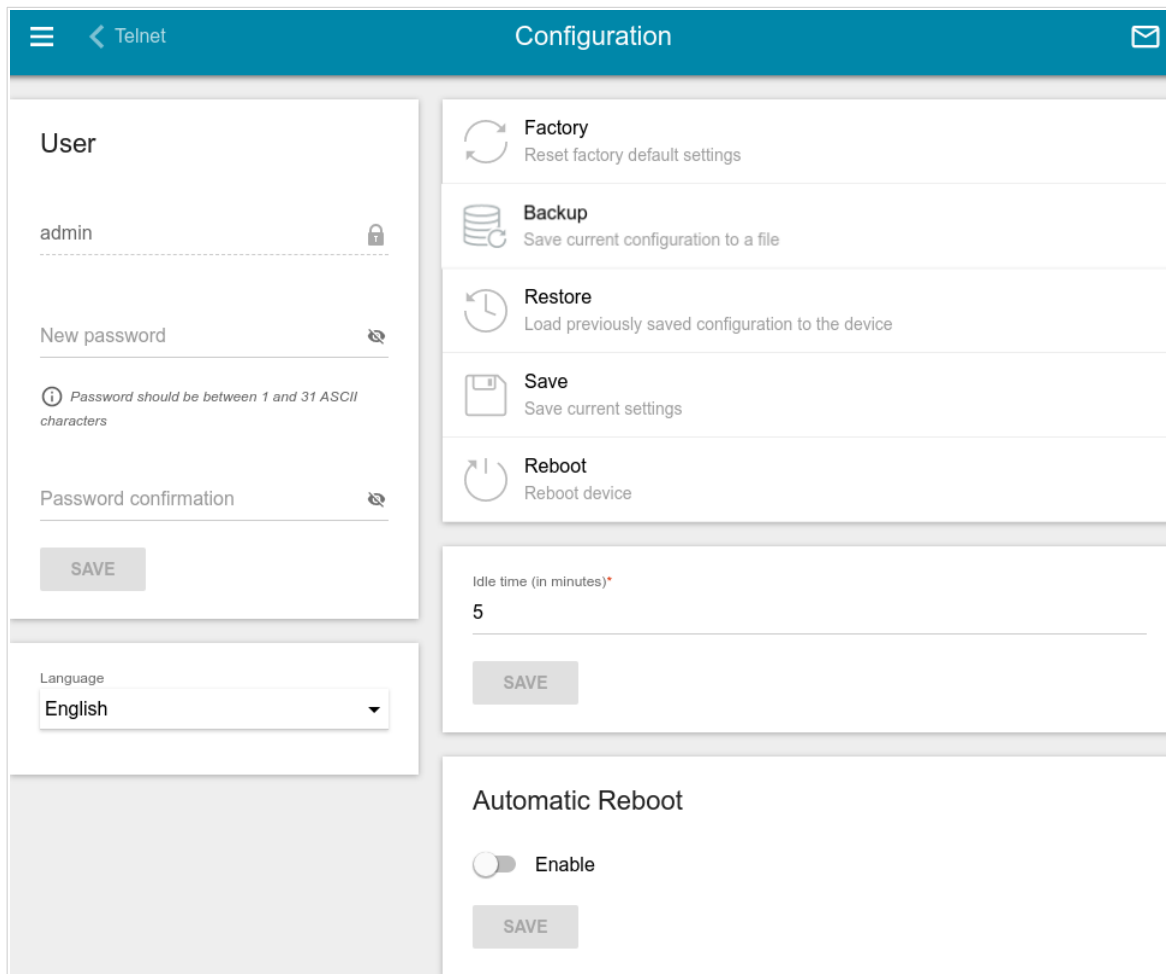 Telnet
Configuration
User
admin
New password
Password should be between 1 and 31 ASCII
characters
Password confirmation
SAVE
Language
English
Factory
Reset factory default settings
Backup
Save current configuration to a file
Restore
Load previously saved configuration to the device
Save
Save current settings
Reboot
Reboot device
Idle time (in minutes)*
5
SAVE
Automatic Reboot
Enable
SAVE